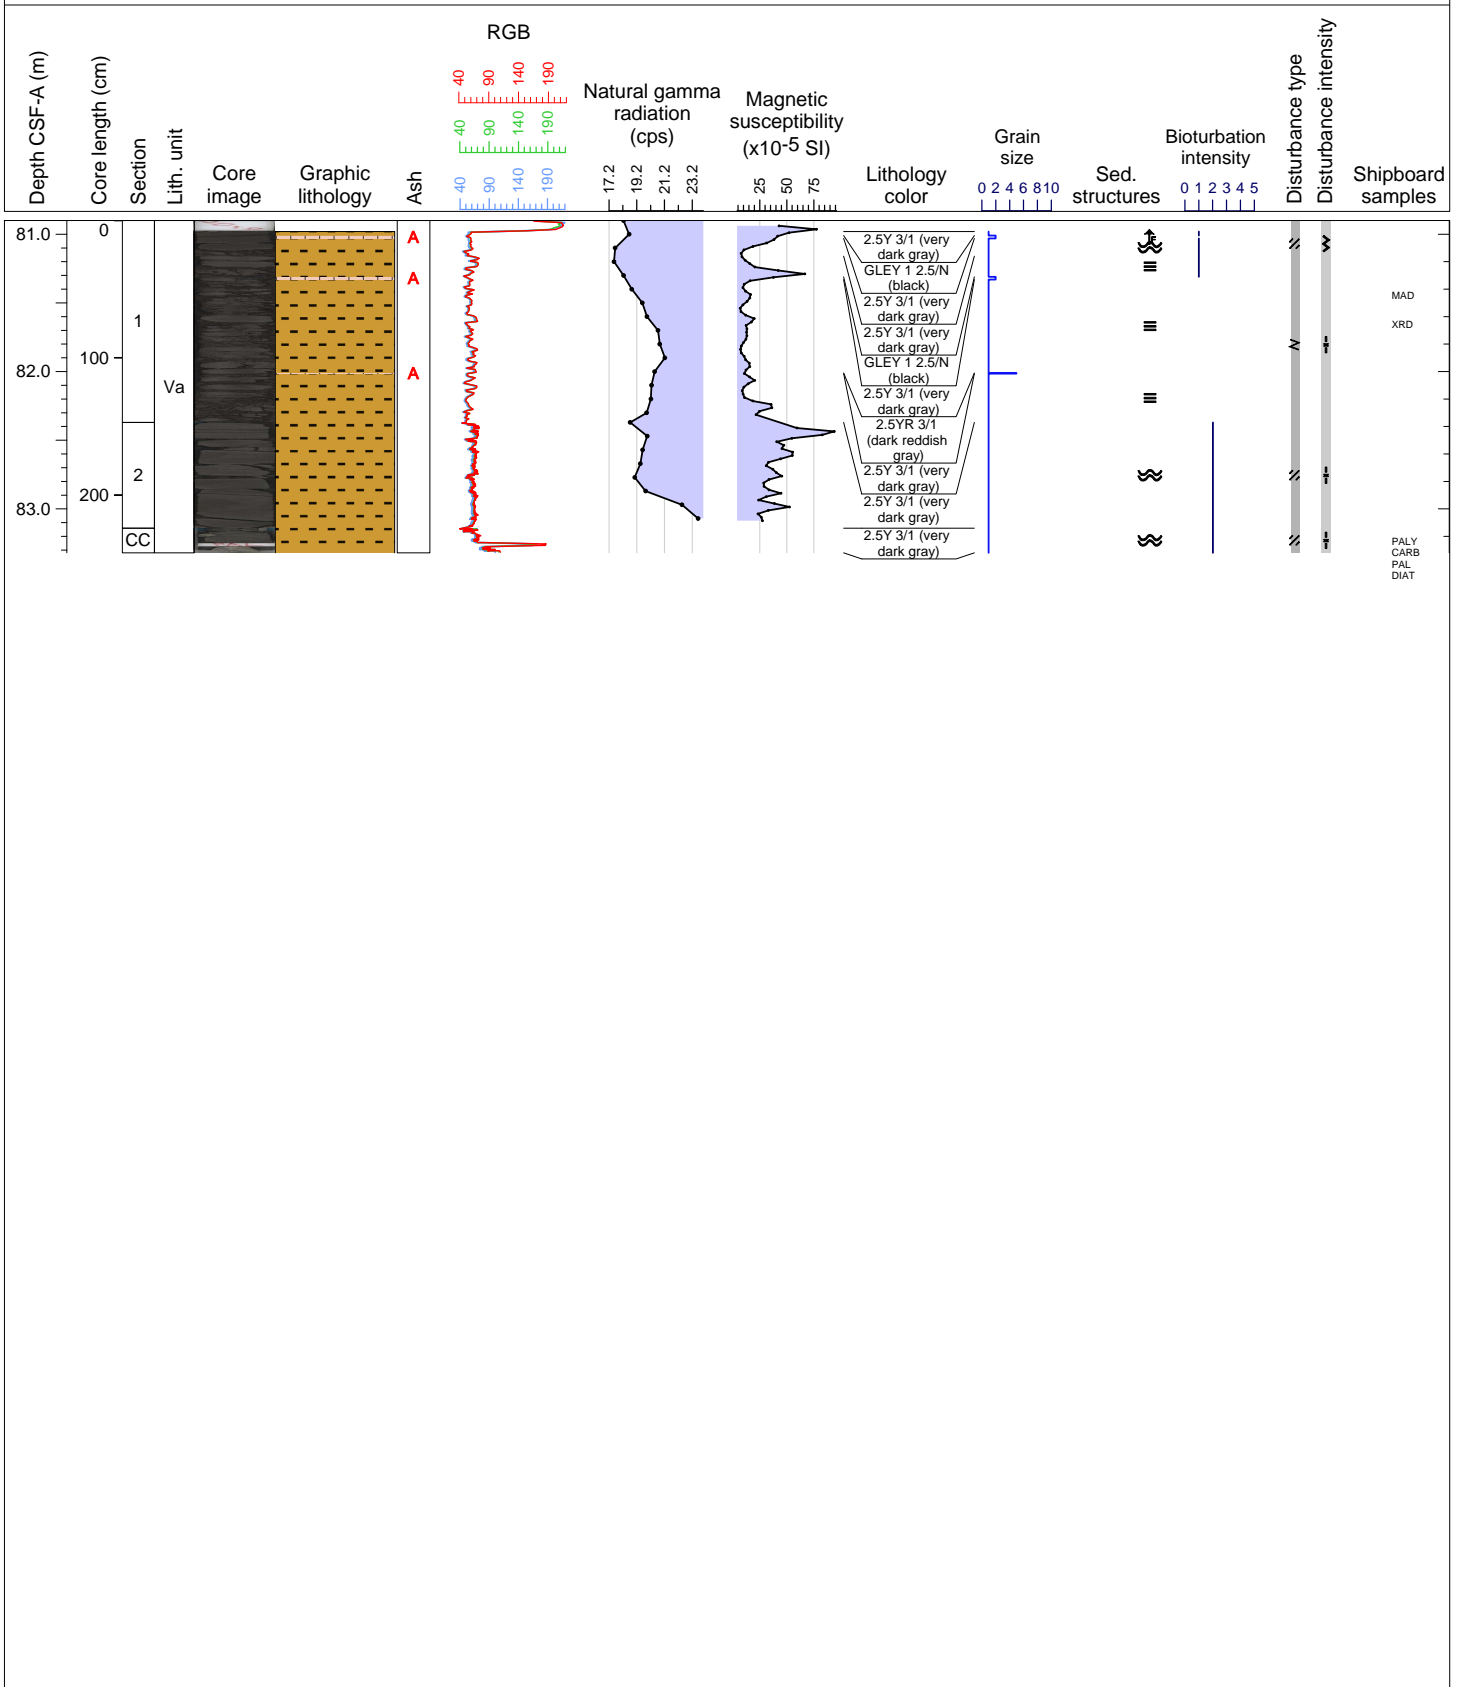 RGB
40 90 140 190
40 90 140 190
40 90 140 190
Depth CSF-A (m)
Core length (cm)
Section
Lith. unit
Core
image
Graphic
lithology
Ash
Natural gamma
radiation
(cps)
17.2 19.2 21.2 23.2
Magnetic
susceptibility
(x10-5 SI)
25 50 75
Lithology
color
Grain
size
0 2 4 6 8 10
Sed.
structures
Bioturbation
intensity
0 1 2 3 4 5
Disturbance type
Disturbance intensity
Shipboard
samples
81.0
82.0
83.0
0
100
200
1
2
CC
Va
A
A
A
2.5Y 3/1 (very
dark gray)
GLEY 1 2.5/N
(black)
2.5Y 3/1 (very
dark gray)
2.5Y 3/1 (very
dark gray)
GLEY 1 2.5/N
(black)
2.5Y 3/1 (very
dark gray)
2.5YR 3/1
(dark reddish
gray)
2.5Y 3/1 (very
dark gray)
2.5Y 3/1 (very
dark gray)
2.5Y 3/1 (very
dark gray)
MAD
XRD
PALY
CARB
PAL
DIAT